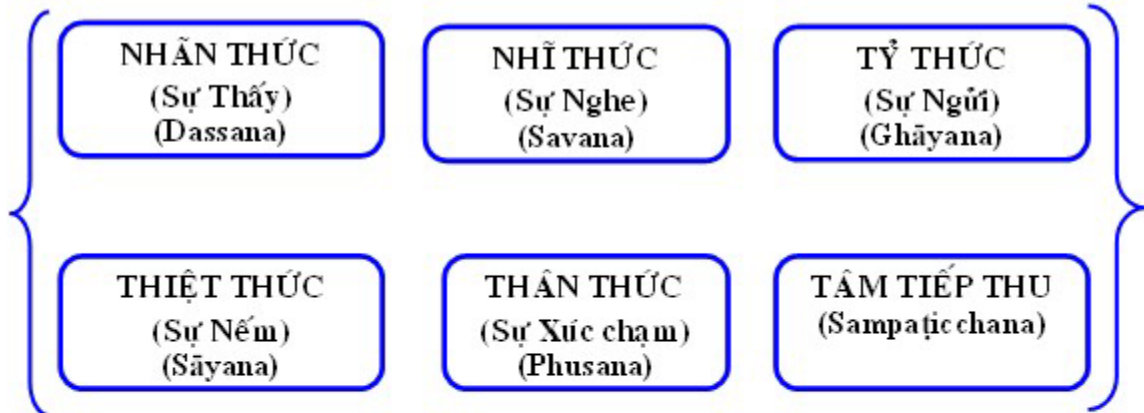 NHÃN THỨC
(Sự Thấy)
(Dassana)
NHĨ THỨC
(Sự Nghe)
(Savana)
TỶ THỨC
(Sự Ngửi)
(Ghāyana)
THIỆT THỨC
(Sự Nếm)
(Sāyana)
THÂN THỨC
(Sự Xúc chạm)
(Phusana)
TÂM TIẾP THU
(Sampaṭicchana)